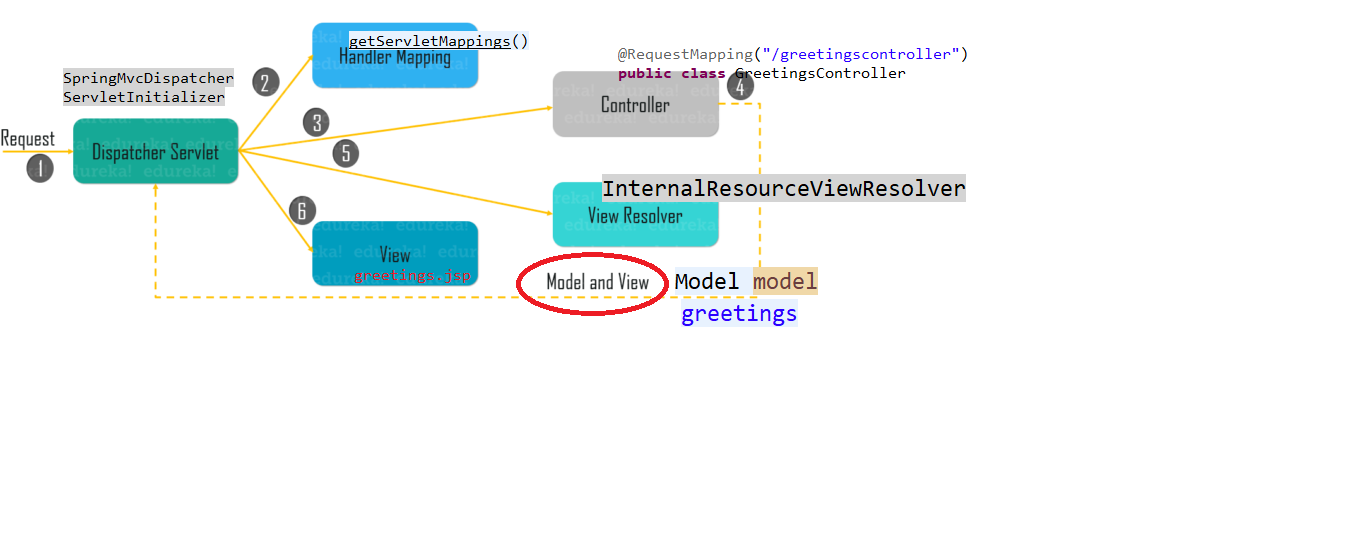 getServletMappings()
Handler Mapping
@RequestMapping("/greetingscontroller")
public class GreetingsController
SpringMvcDispatcher
ServletInitializer
2
4
Controller
3
Request
1
Dispatcher Servlet
5
InternalResourceViewResolver
View Resolver
6
View
greetings.jsp
Model and View
Model model
greetings
edureka!